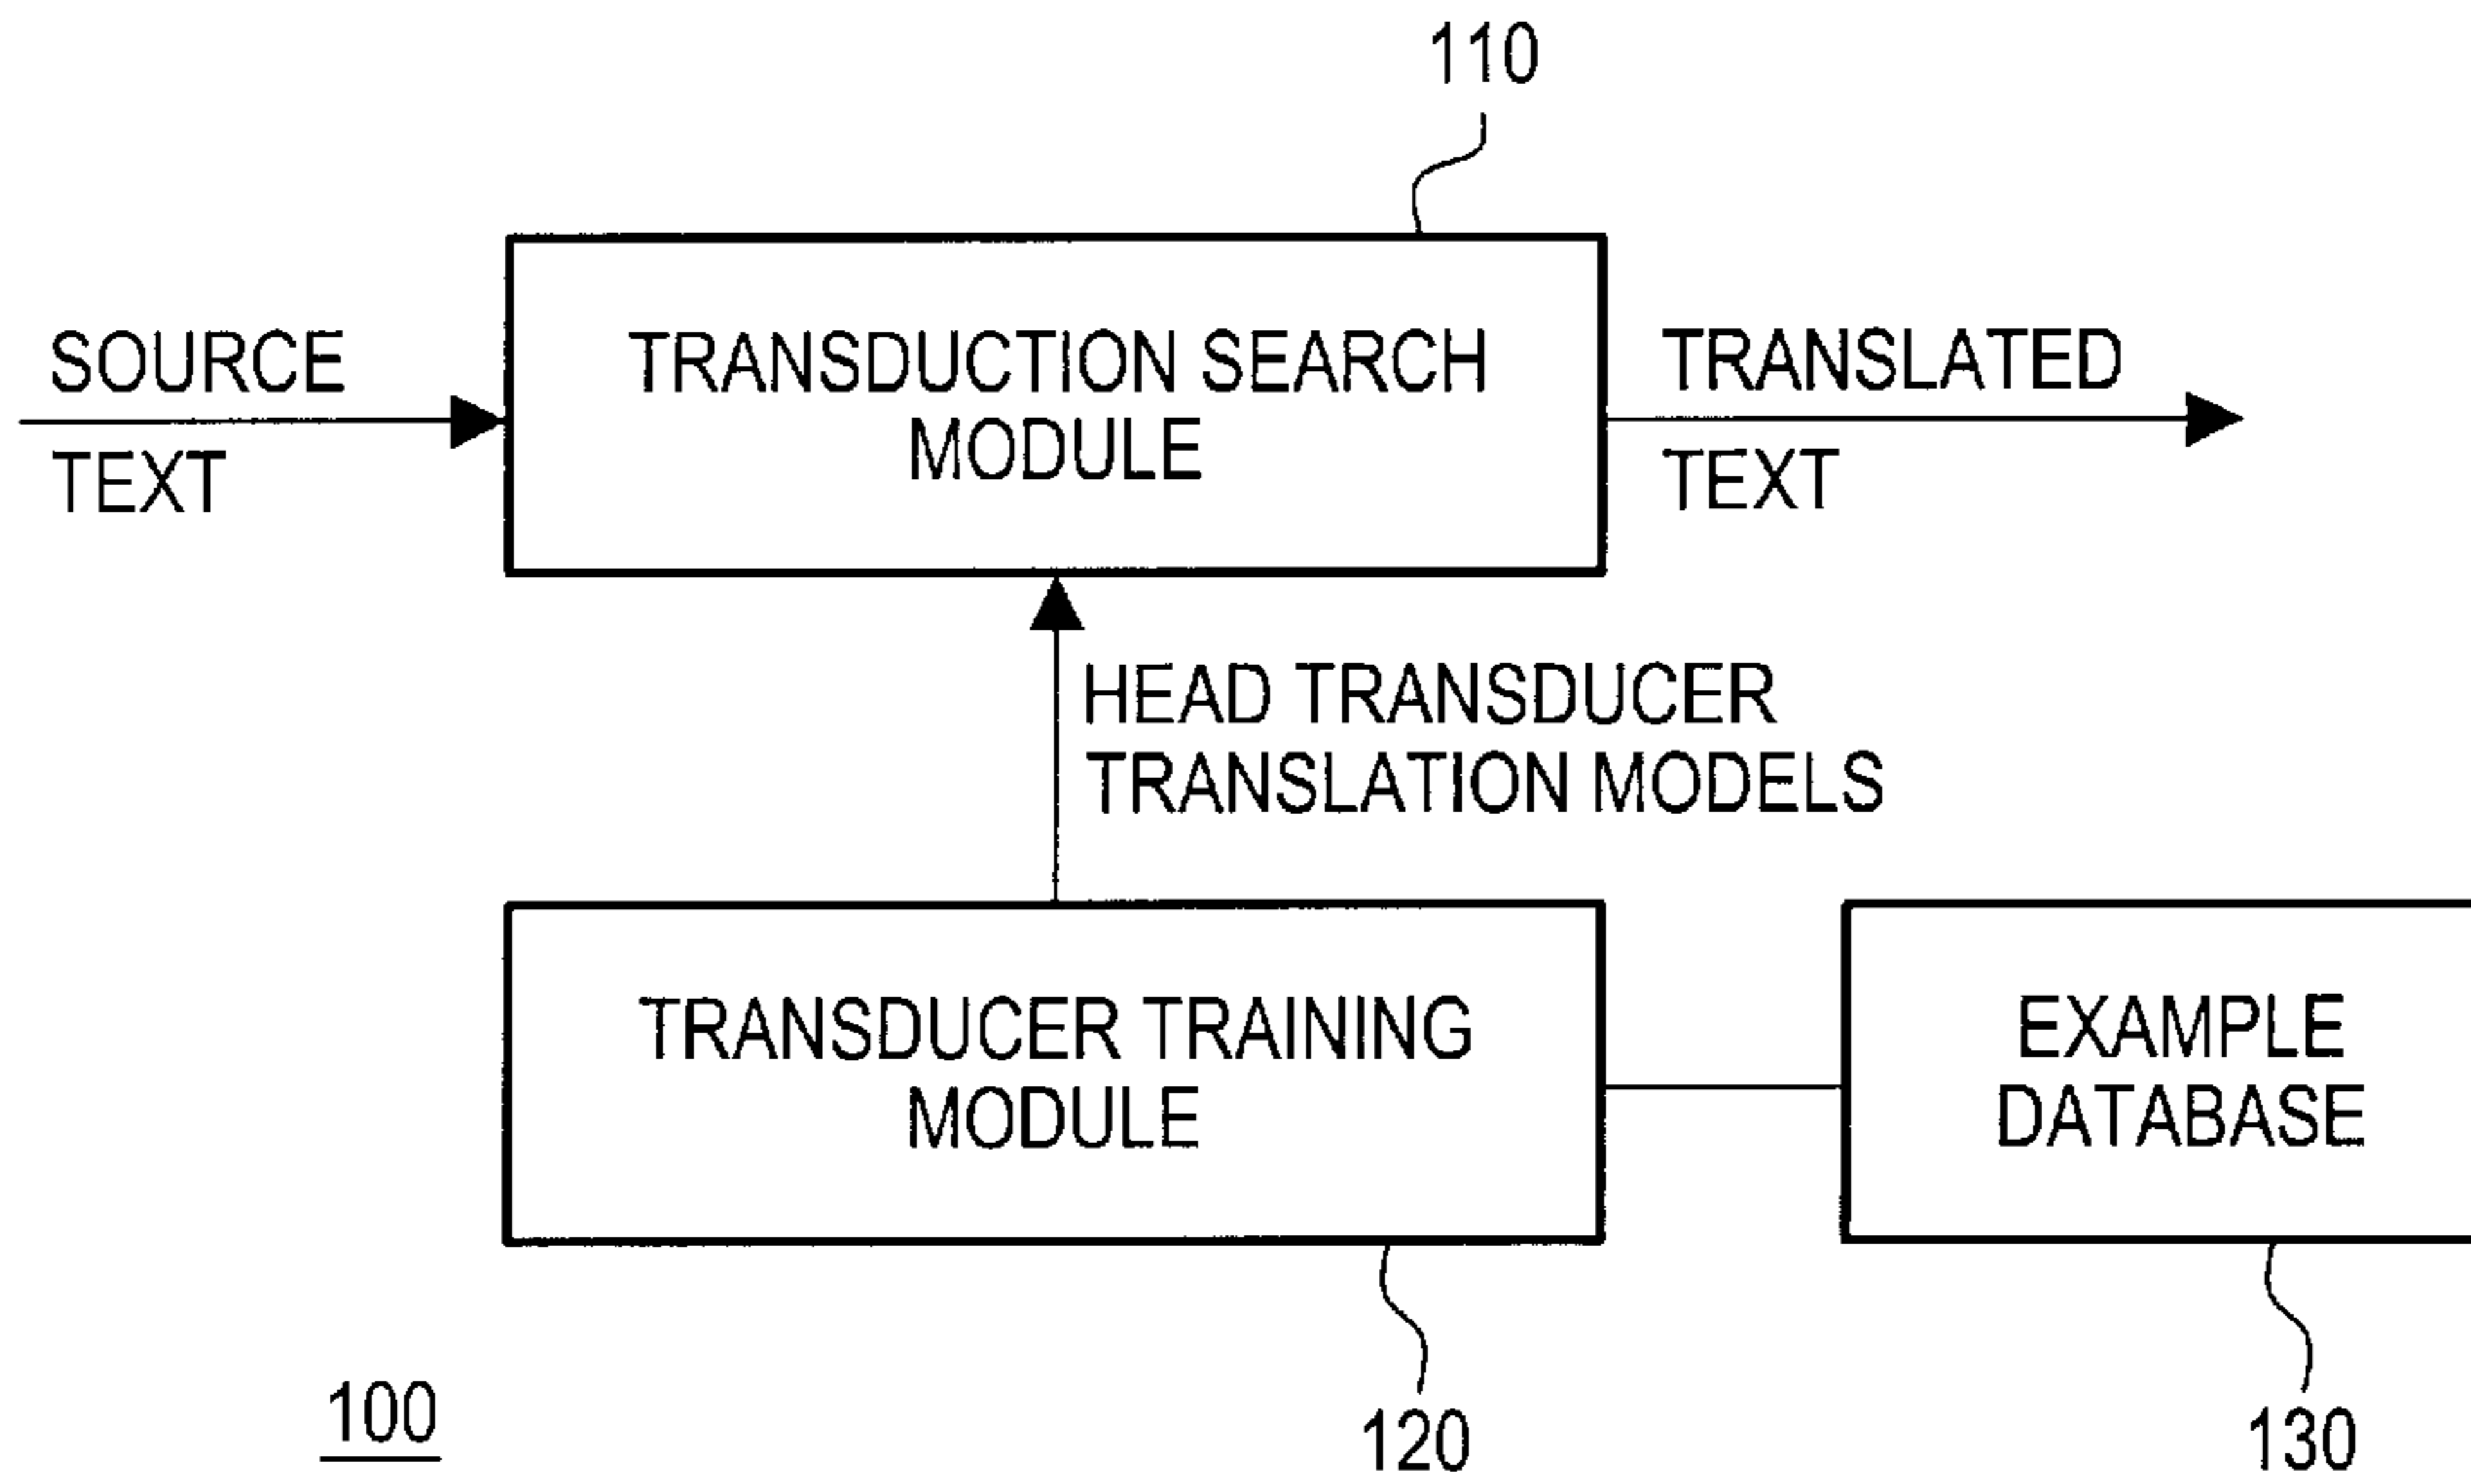 110
SOURCE
TEXT
TRANSDUCTION SEARCH
MODULE
TRANSLATED
TEXT
HEAD TRANSDUCER
TRANSLATION MODELS
TRANSDUCER TRAINING
MODULE
EXAMPLE
DATABASE
100
120
130